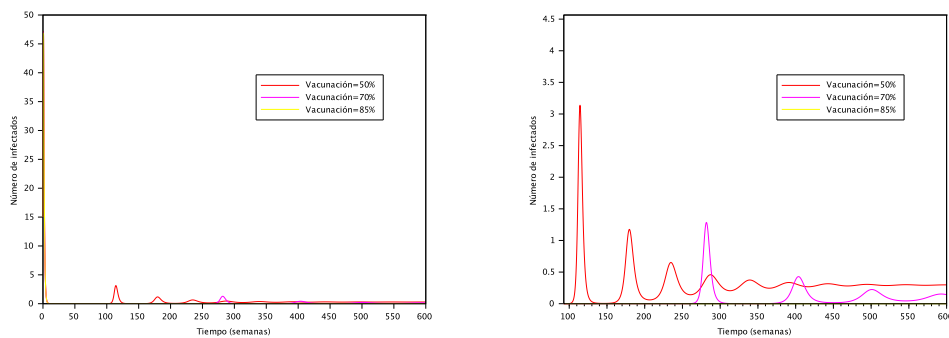 50
45
40
35
30
25
20
15
10
5
0
Número de infectados
0 50 100 150 200 250 300 350 400 450 500 550 600
Tiempo (semanas)
Vacunación=50%
Vacunación=70%
Vacunación=85%
4.5
3.5
3
2.5
2
1.5
1
0.5
0
Número de infectados
100 150 200 250 300 350 400 450 500 550 600
Tiempo (semanas)
Vacunación=50%
Vacunación=70%
Vacunación=85%